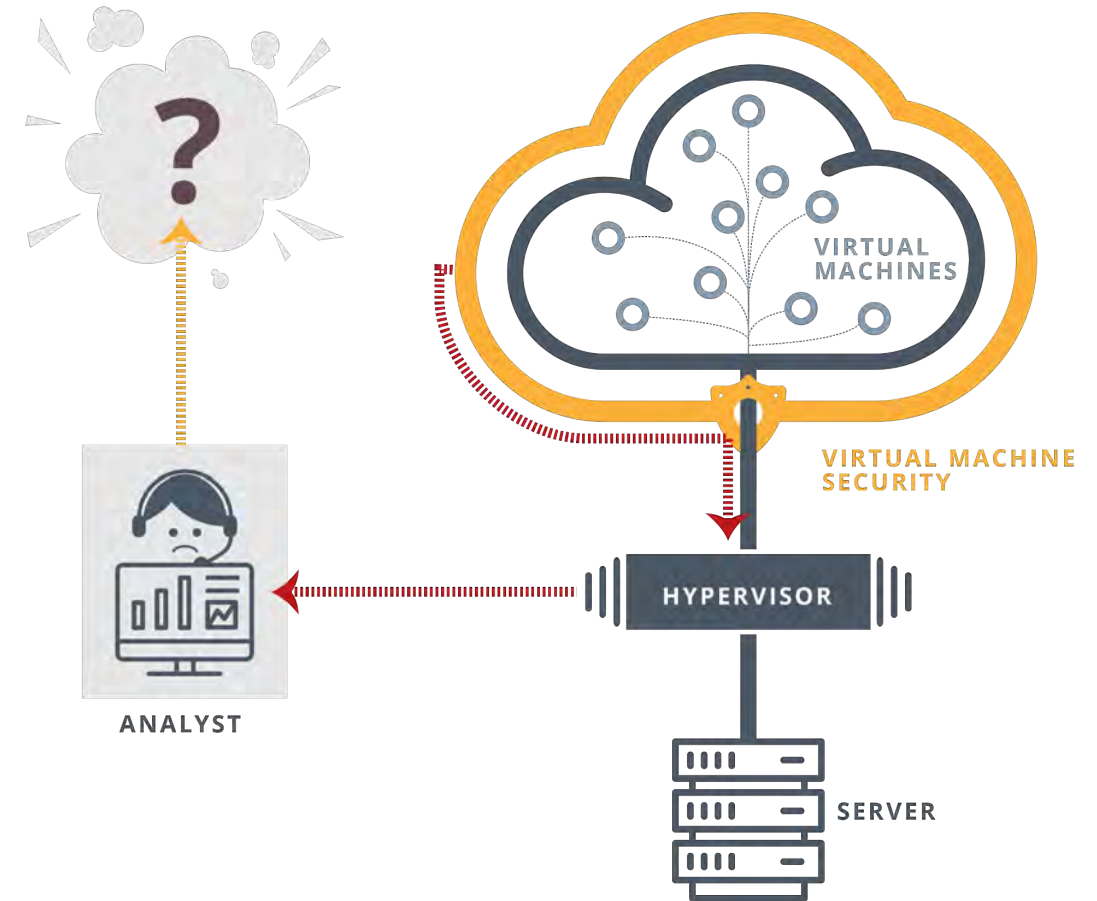 ?
VIRTUAL
MACHINES
VIRTUAL MACHINE
SECURITY
HYPERVISOR
ANALYST
SERVER